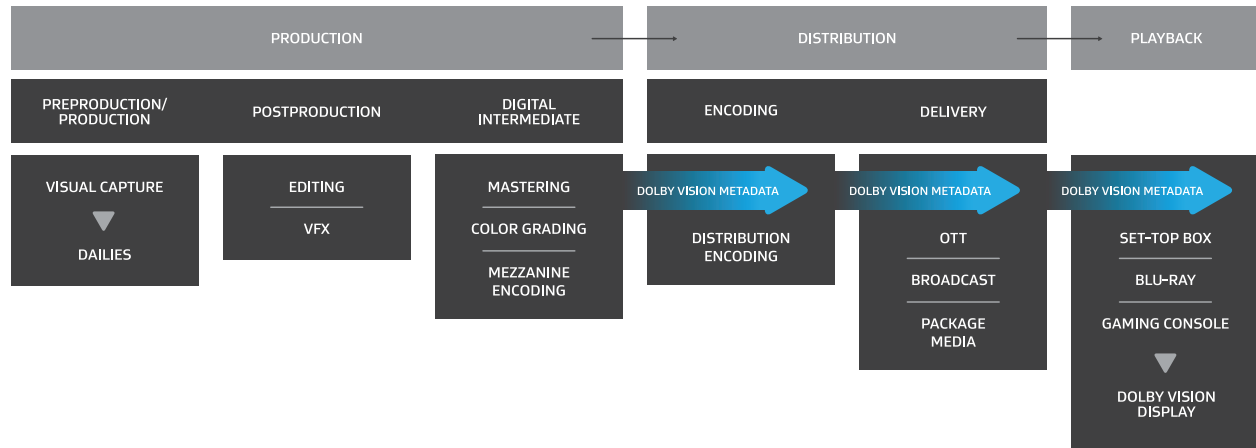 PRODUCTION
DISTRIBUTION
PLAYBACK
PREPRODUCTION/
PRODUCTION
POSTPRODUCTION
DIGITAL
INTERMEDIATE
ENCODING
DELIVERY
VISUAL CAPTURE
DAILIES
EDITING
VFX
MASTERING
COLOR GRADING
MEZZANINE
ENCODING
DOLBY VISION METADATA
DISTRIBUTION
ENCODING
DOLBY VISION METADATA
OTT
BROADCAST
PACKAGE
MEDIA
DOLBY VISION METADATA
SET-TOP BOX
BLU-RAY
GAMING CONSOLE
DOLBY VISION
DISPLAY